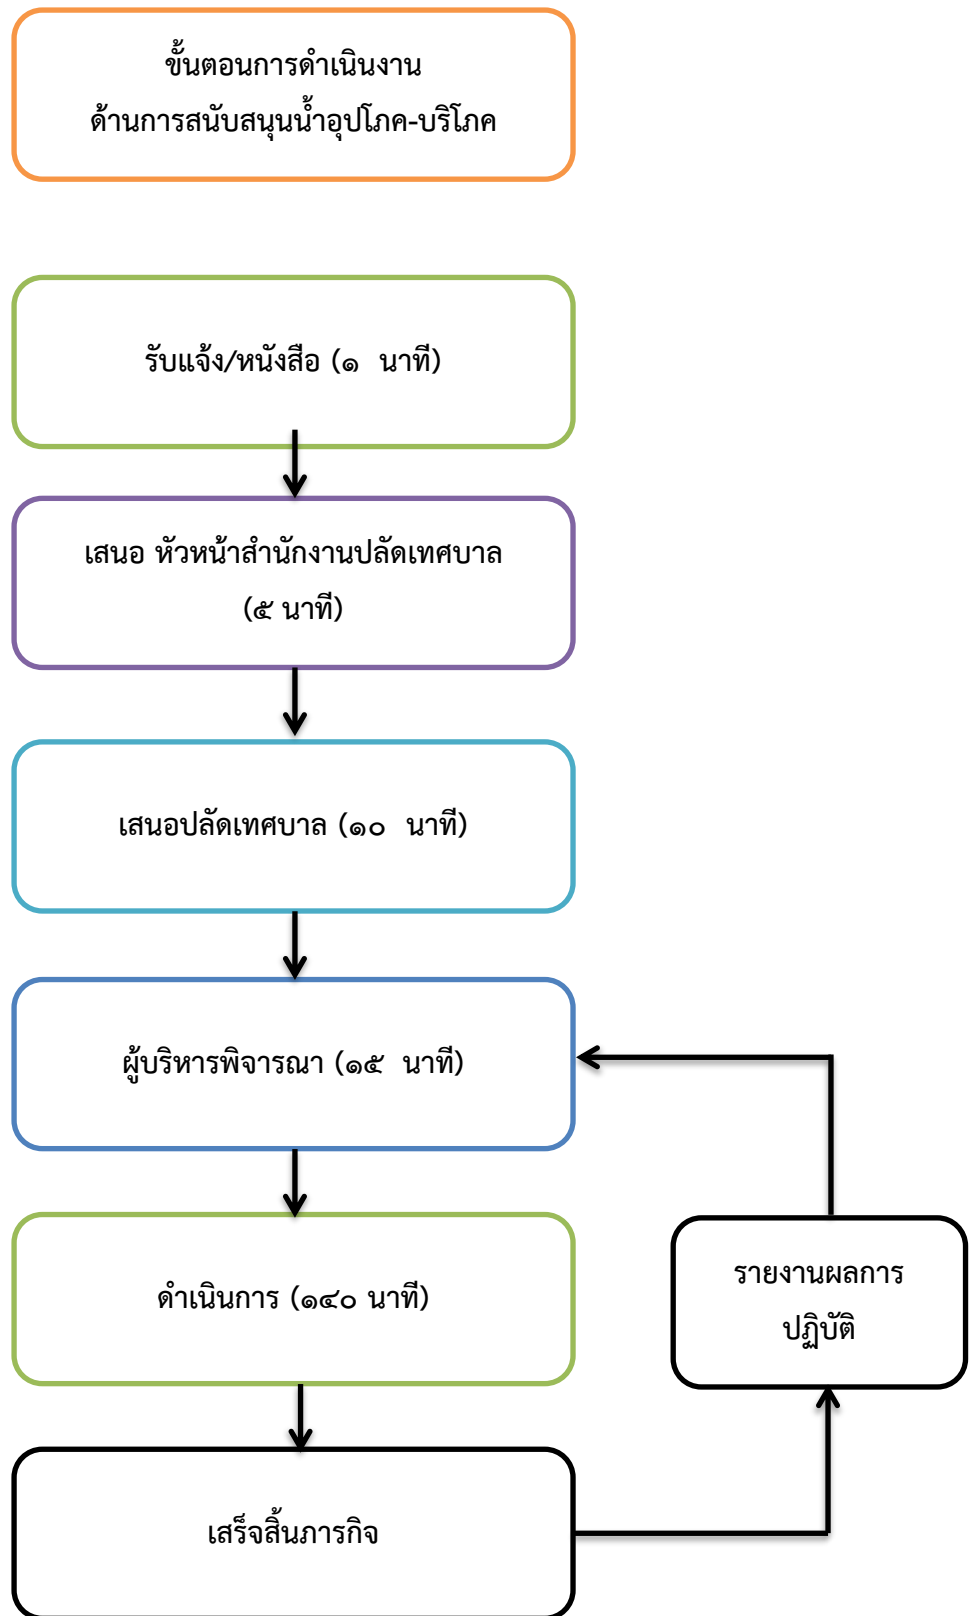 ขั้นตอนการดำเนินงาน
ด้านการสนับสนุนน้ำอุปโภค-บริโภค
รับแจ้ง/หนังสือ (๑ นาที)
เสนอ หัวหน้าสำนักงานปลัดเทศบาล
(๕ นาที)
เสนอปลัดเทศบาล (๑๐ นาที)
ผู้บริหารพิจารณา (๑๕ นาที)
ดำเนินการ (๑๔๐ นาที)
รายงานผลการ
ปฏิบัติ
เสร็จสิ้นภารกิจ